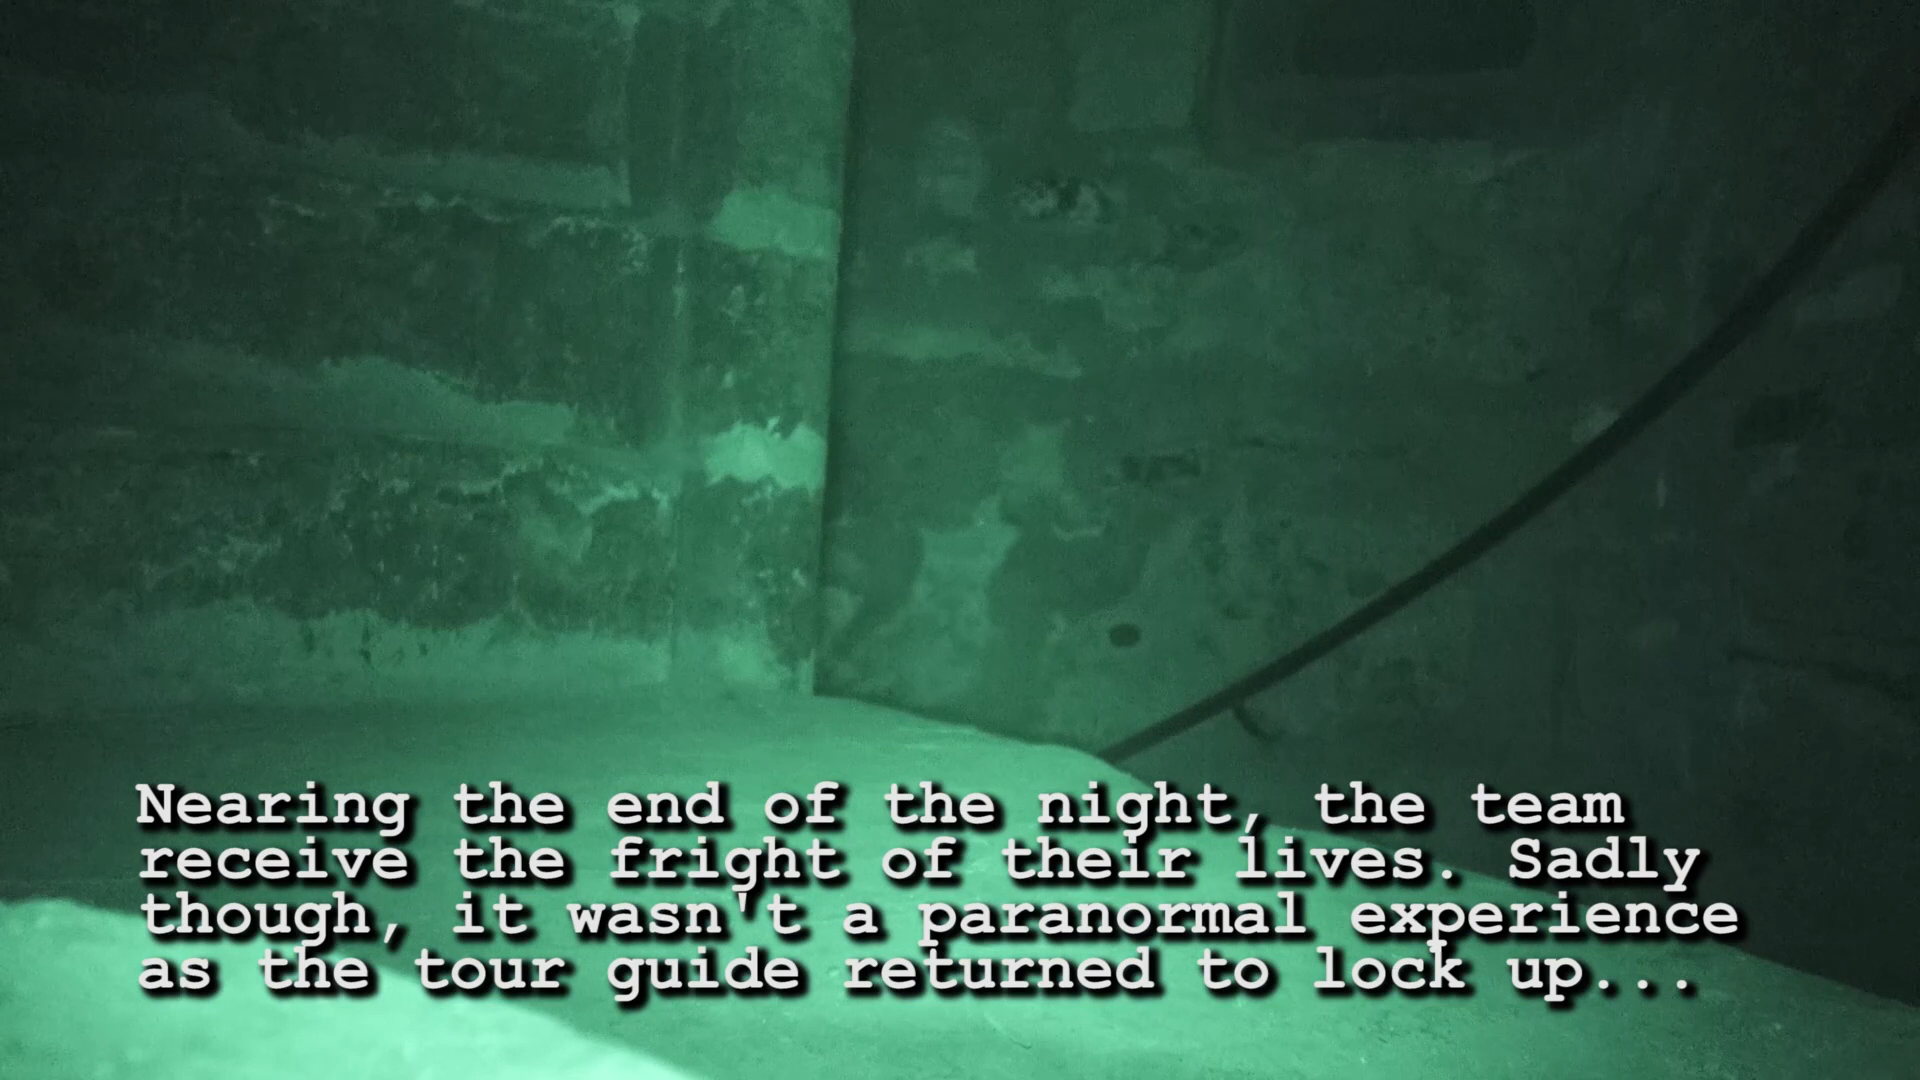 Nearing the end of the night, the team
receive the fright of their lives. Sadly
though, it wasn't a paranormal experience
as the tour guide returned to lock up...